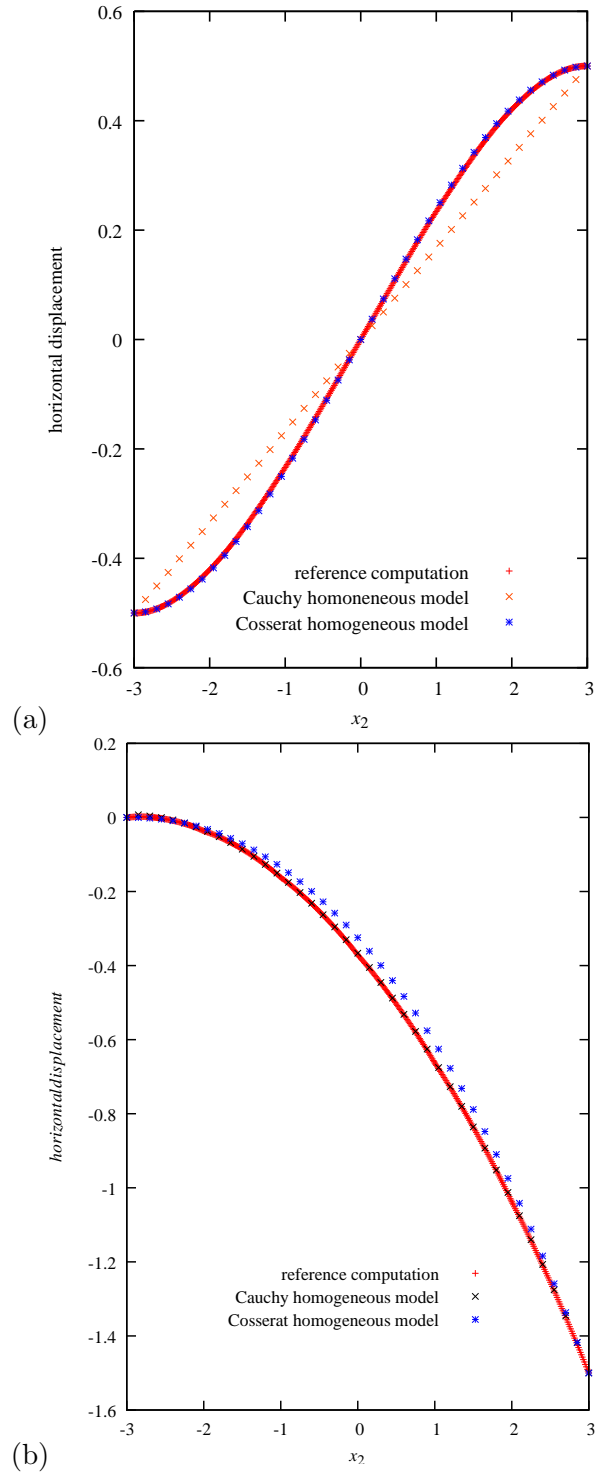 0.6
0.4
0.2
0
-0.2
-0.4
-0.6
horizontal displacement
reference computation
Cauchy homoneneous model
Cosserat homogeneous model
-3 -2 -1 0 1 2 3
x₂
(a)
0.2
0
-0.2
-0.4
-0.6
-0.8
-1
-1.2
-1.4
-1.6
horizontaldisplacement
reference computation
Cauchy homogeneous model
Cosserat homogeneous model
-3 -2 -1 0 1 2 3
x₂
(b)